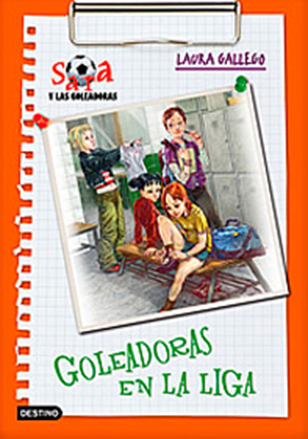 Sara
Y LAS GOLEADORAS
LAURA GALLEGO
GOLEADORAS
EN LA LIGA
DESTINO